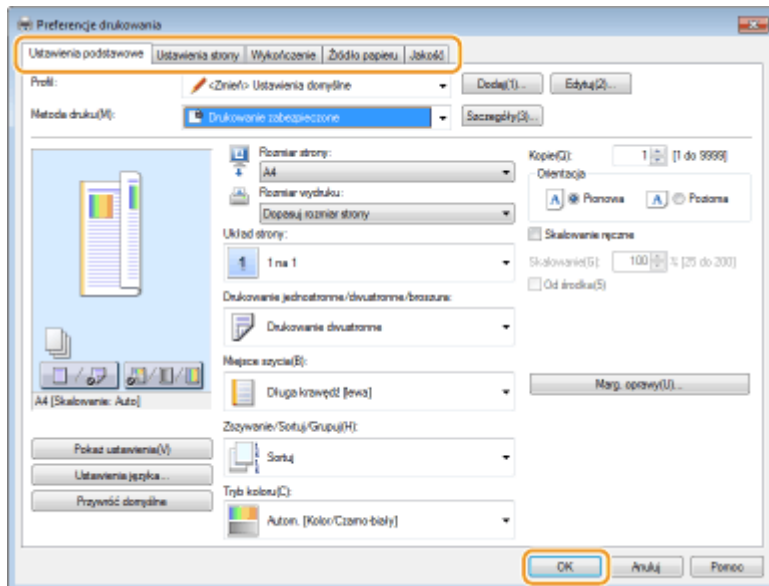 Preferencje drukowania
Ustawienia podstawowe Ustawienia strony Wykończenie Źródło papieru Jakość
Profil: <Zmień> Ustawienia domyślne Dodaj(1)... Edytuj(2)...
Metoda druku(M): Drukowanie zabezpieczone Szczegóły(3)...
Rozmiar strony:
A4
Rozmiar wydruku:
Dopasuj rozmiar strony
Układ strony:
1 1 na 1
Drukowanie jednostronne/dwustronne/broszura:
Drukowanie dwustronne
Miejsce szycia(B):
Długa krawędź [lewa]
Zszywanie/Sortuj/Grupuj(H):
Sortuj
Tryb koloru(C):
Autom. [Kolor/Czarno-biały]
Kopie(Q): 1 [1 do 9999]
Orientacja
A Pionowa A Pozioma
Skalowanie ręczne
Skalowanie(G): 100 % [25 do 200]
Od środka(5)
Marg. oprawy(U)...
A4 [Skalowanie: Auto]
Pokaż ustawienia(V)
Ustawienia języka...
Przywróć domyślne
OK Anuluj Pomoc